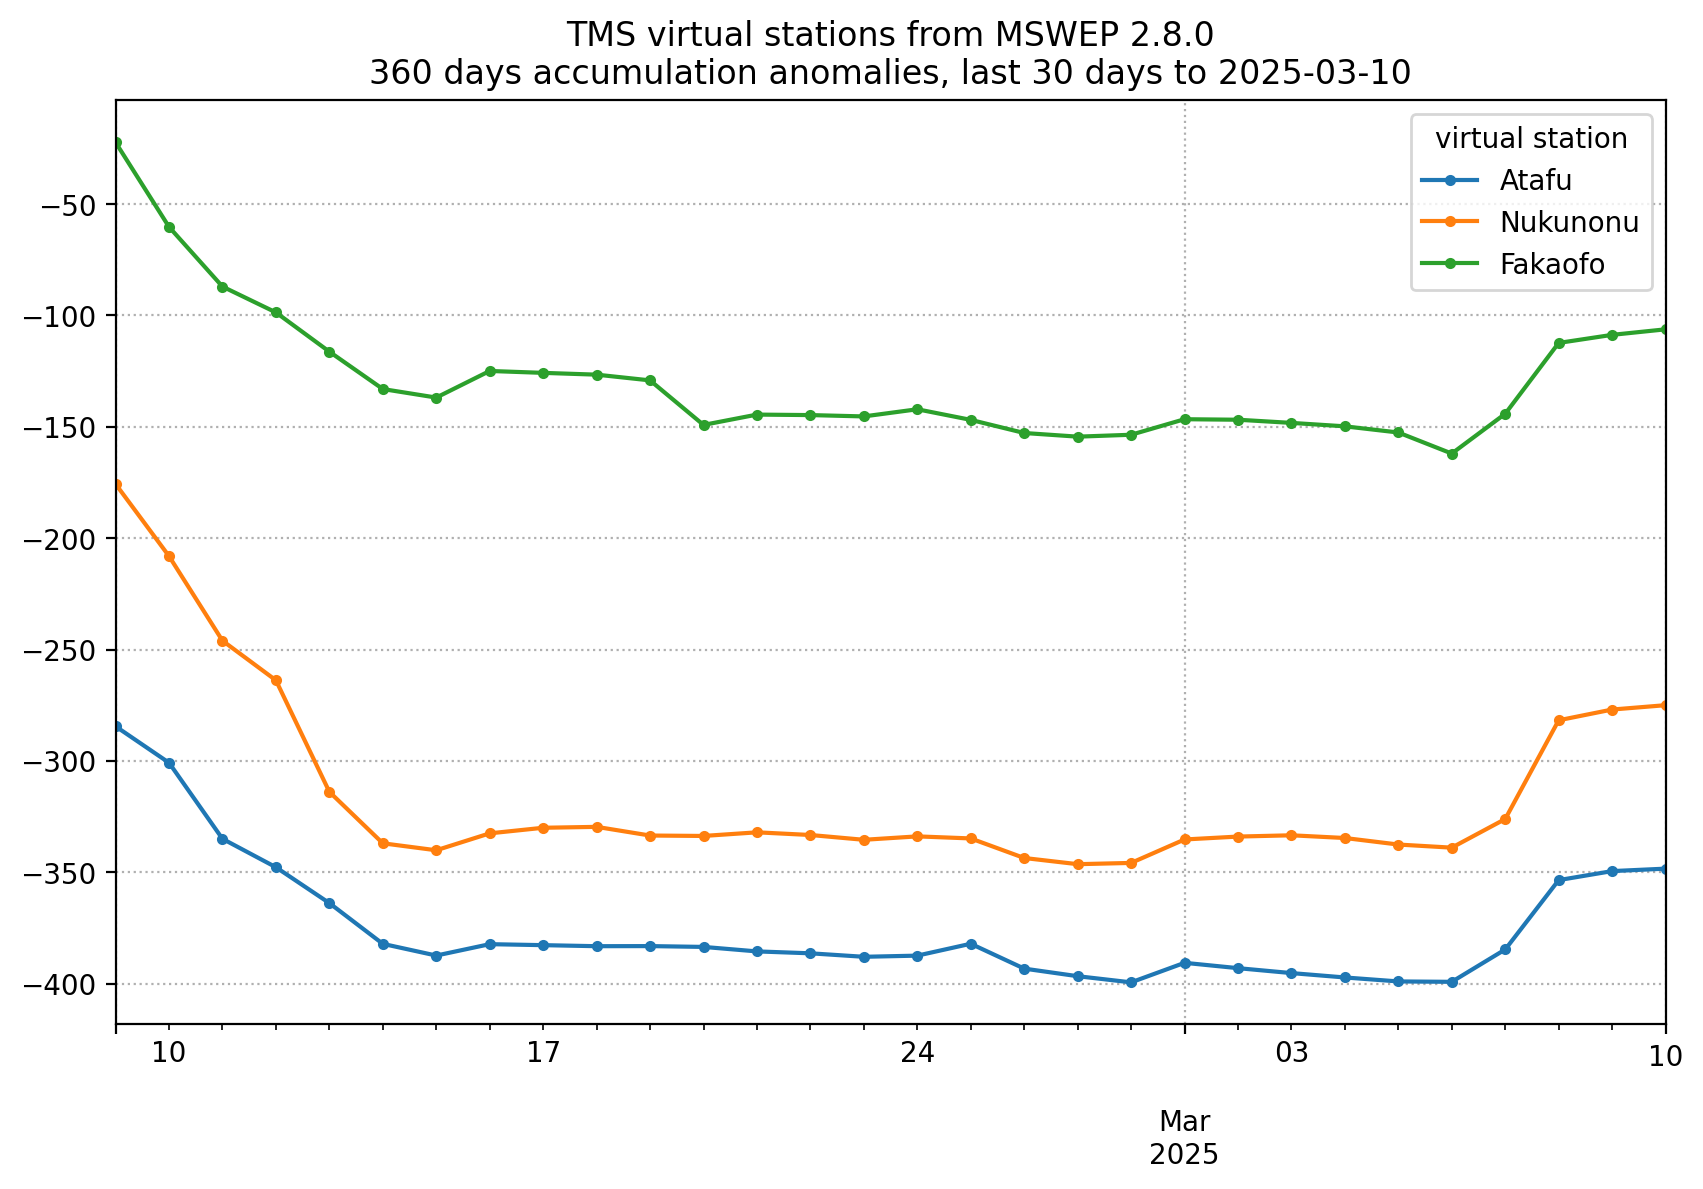 TMS virtual stations from MSWEP 2.8.0
360 days accumulation anomalies, last 30 days to 2025-03-10
virtual station
Atafu
Nukunonu
Fakaofo
−50
−100
−150
−200
−250
−300
−350
−400
10
17
24
03
10
Mar
2025